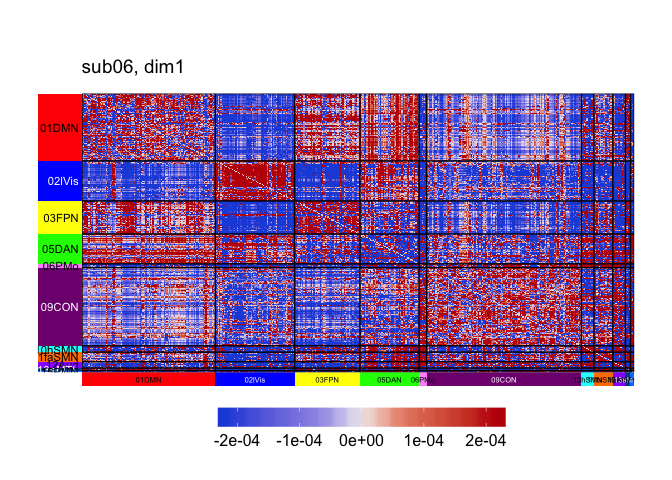 sub06, dim1
01DMN
02lVis
03FPN
05DAN
06PMo
09CON
01DMN
02lVis
03FPN
05DAN
06PMo
09CON
-2e-04
-1e-04
0e+00
1e-04
2e-04